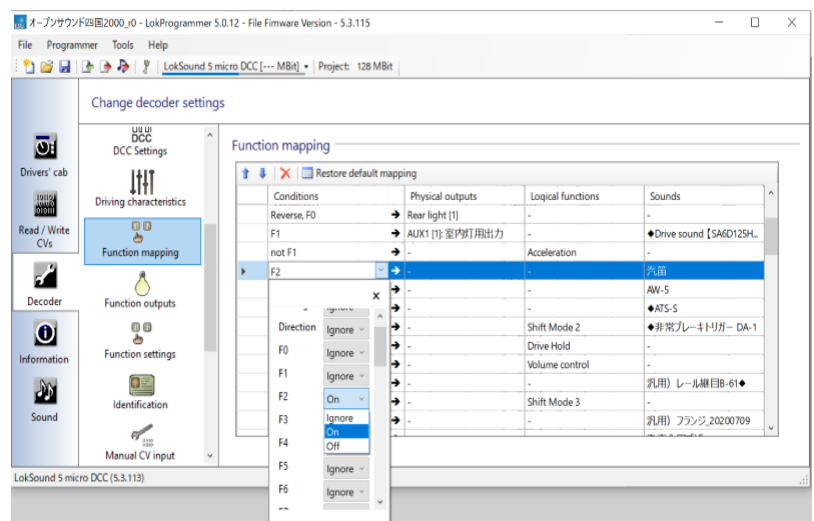 オープンサウンド四国2000_r0 - LokProgrammer 5.0.12 - File Fimware Version - 5.3.115
File Programmer Tools Help
LokSound 5 micro DCC [--- MBit] Project: 128 MBit
Change decoder settings
Drivers' cab
Read / Write
CVs
Decoder
Information
Sound
DCC
DCC Settings
Driving characteristics
Function mapping
Function outputs
Function settings
Identification
Manual CV input
Function mapping
Restore default mapping
Conditions Physical outputs Logical functions Sounds
Reverse, F0 Rear light [1] - -
F1 AUX1 [1]: 室内灯用出力 - ◆Drive sound【SA6D125H...
not F1 - Acceleration -
F2 - - 汽笛
- - AW-5
- - ◆ATS-S
- Shift Mode 2 ◆非常ブレーキトリガー DA-1
- Drive Hold -
- Volume control -
- - 汎用）レール継目B-61◆
- Shift Mode 3 -
- - 汎用）フランジ_20200709
x
Direction Ignore
F0 Ignore
F1 Ignore
F2 On
F3 Ignore
On
F4 Off
F5 Ignore
F6 Ignore
LokSound 5 micro DCC (5.3.113)